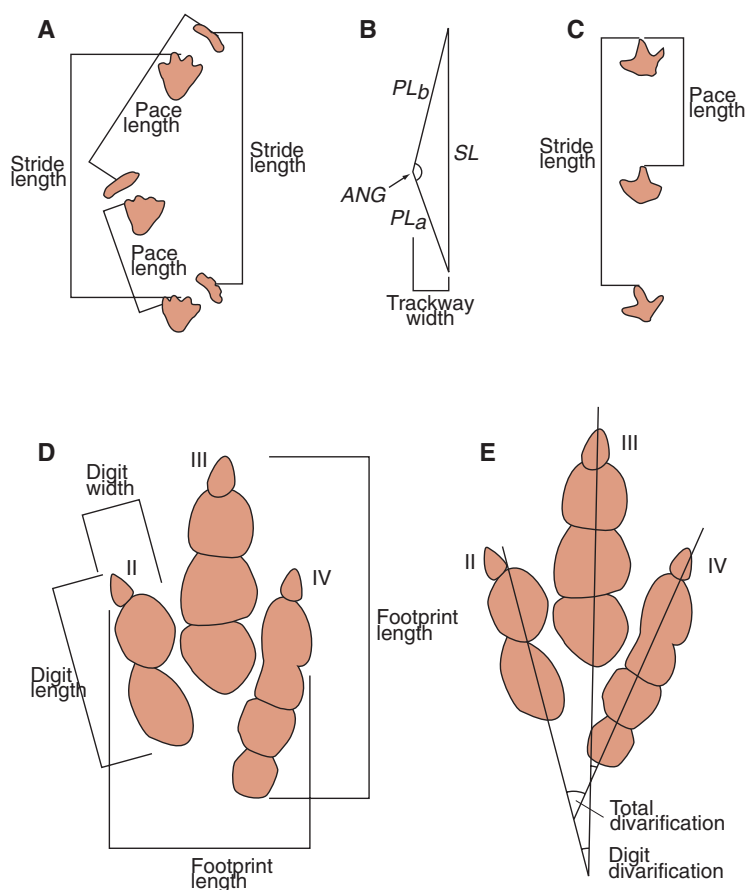 A
Pace
length
Stride
length
Stride
length
Pace
length
B
PLb
SL
ANG
PLa
Trackway
width
C
Pace
length
Stride
length
D
Digit
width
III
II
IV
Footprint
length
Digit
length
Footprint
length
E
III
II
IV
Total
divarification
Digit
divarification